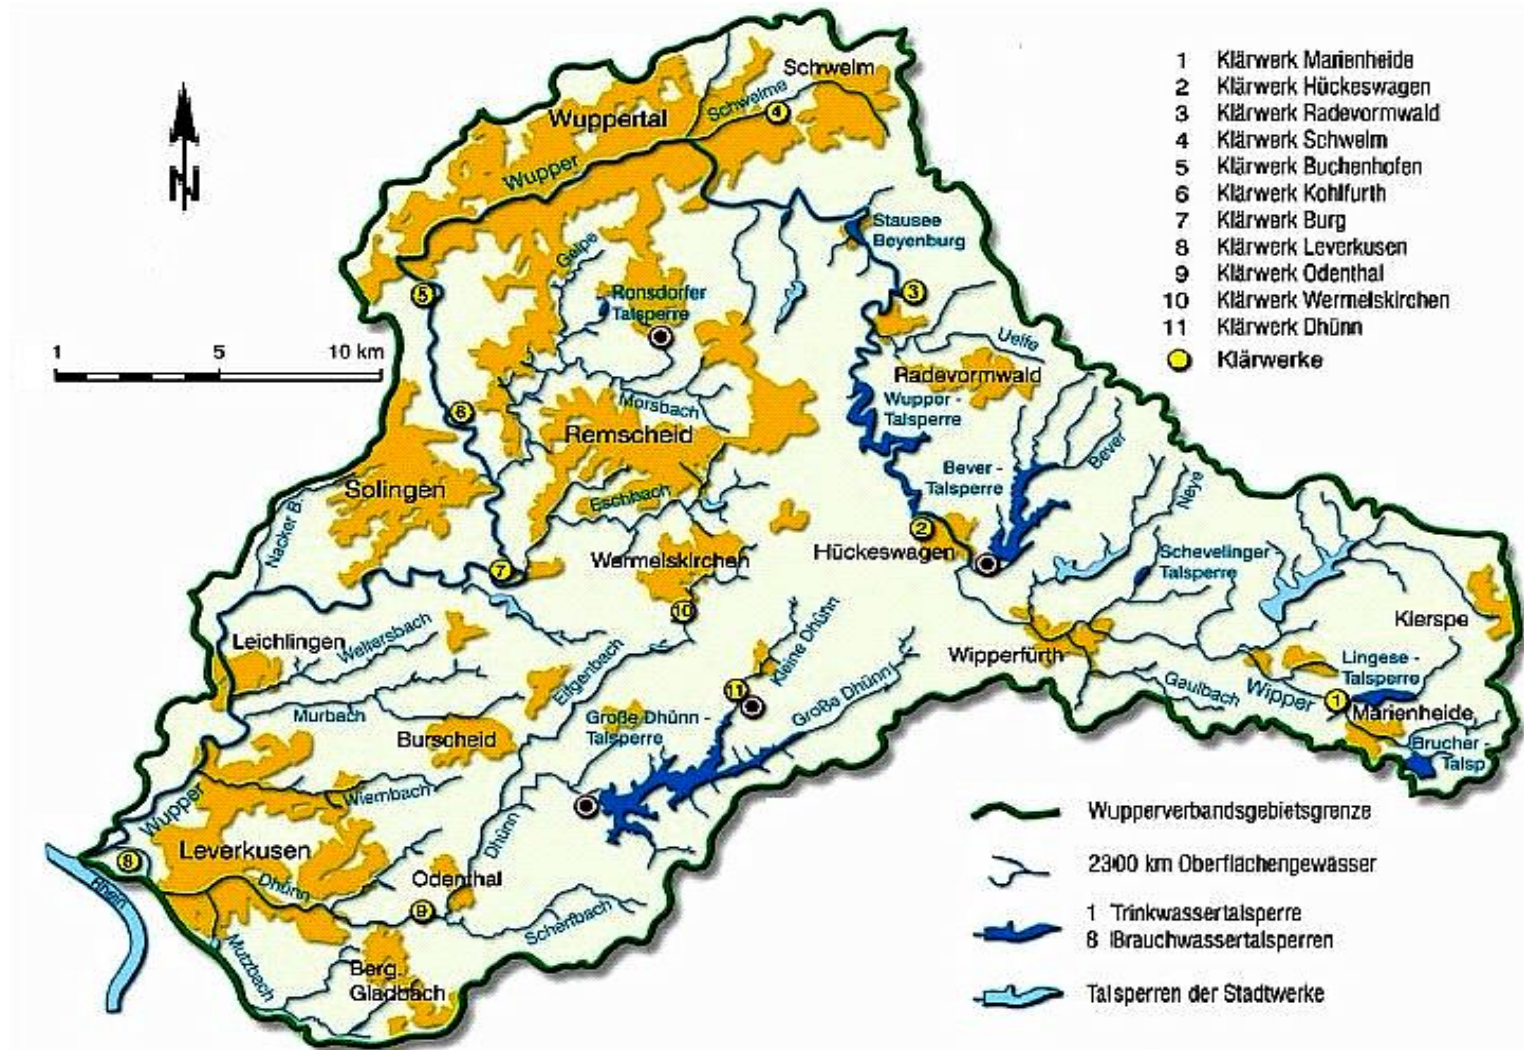 1 Klärwerk Marienheide
2 Klärwerk Hückeswagen
3 Klärwerk Radevormwald
4 Klärwerk Schwelm
5 Klärwerk Buchenhofen
6 Klärwerk Kohlfurth
7 Klärwerk Burg
8 Klärwerk Leverkusen
9 Klärwerk Odenthal
10 Klärwerk Wermelskirchen
11 Klärwerk Dhünn
Klärwerke
N
1 5 10 km
Schwelm
Schwelme
4
Wuppertal
Wupper
Stausee
Beyenburg
Gelpe
5
3
Ronsdorfer
Talsperre
Uelfe
Radevormwald
Wupper -
Talsperre
Morsbach
6
Remscheid
Bever
Bever -
Talsperre
Solingen
Eschbach
Neye
Nacker B.
2
Hückeswagen
Schevelinger
Talsperre
Wermelskirchen
7
10
Kierspe
Leichlingen
Weltersbach
Eifgenbach
Kleine Dhünn
Wipperfürth
Lingese -
Talsperre
Gaulbach
Wipper
1
Marienheide
Brucher -
Talsp
11
Große Dhünn
Murbach
Große Dhünn -
Talsperre
Burscheid
Wiembach
Wupper
Dhünn
Leverkusen
8
Rhein
Dhünn
Odenthal
9
Scherfbach
Mutzbach
Berg.
Gladbach
Wupperverbandsgebietsgrenze
2300 km Oberflächengewässer
1 Trinkwassertalsperre
8 Brauchwassertalsperren
Talsperren der Stadtwerke